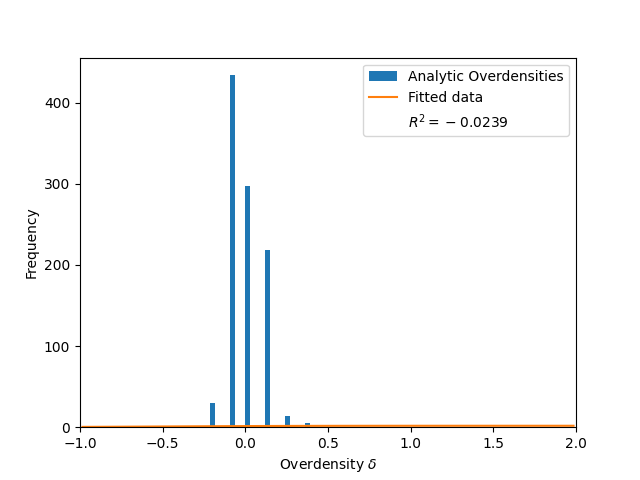 Analytic Overdensities
Fitted data
R² = − 0.0239
400
300
200
100
0
Frequency
−1.0 −0.5 0.0 0.5 1.0 1.5 2.0
Overdensity δ